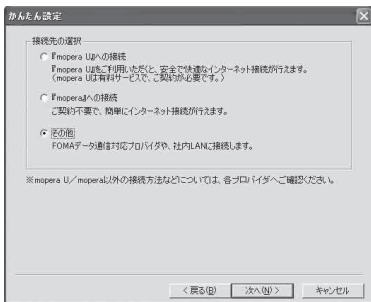 かんたん設定
接続先の選択
『mopera U』への接続
『mopera U』をご利用いただくと、安全で快適なインターネット接続が行えます。
(mopera Uは有料サービスで、ご契約が必要です。)
『mopera』への接続
ご契約不要で、簡単にインターネット接続が行えます。
その他
FOMAデータ通信対応プロバイダや、社内LANに接続します。
※mopera U/mopera以外の接続方法などについては、各プロバイダへご確認ください。
< 戻る(B)
次へ(N) >
キャンセル